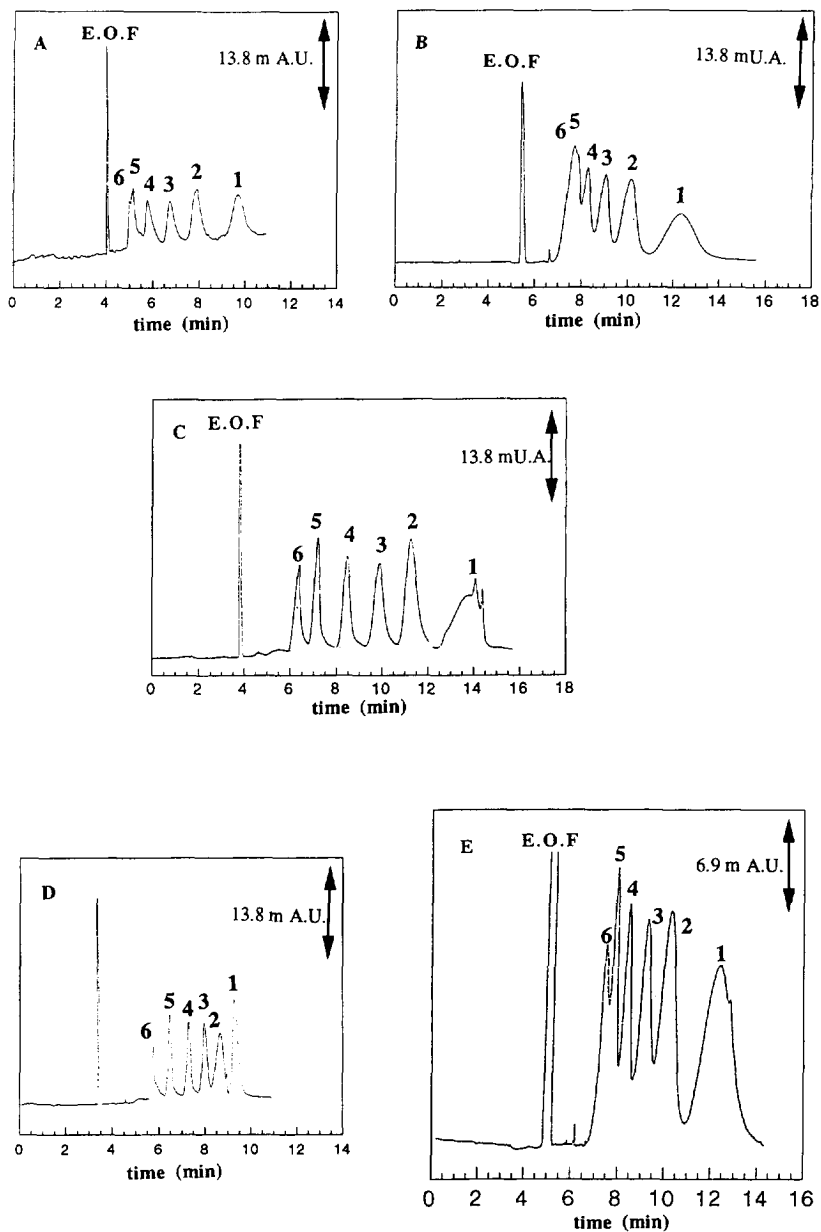 A
E.O.F
13.8 m A.U.
6 5 4 3 2 1
0 2 4 6 8 10 12 14
time (min)
B
E.O.F
13.8 mU.A.
6 5 4 3 2 1
0 2 4 6 8 10 12 14 16 18
time (min)
C
E.O.F
13.8 mU.A.
6 5 4 3 2 1
0 2 4 6 8 10 12 14 16 18
time (min)
D
13.8 m A.U.
6 5 4 3 2 1
0 2 4 6 8 10 12 14
time (min)
E
E.O.F
6.9 m A.U.
6 5 4 3 2 1
0 2 4 6 8 10 12 14 16
time (min)